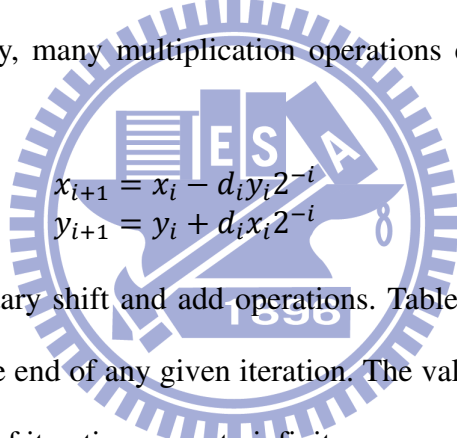 y, many multiplication operations
E S A
x_{i+1} = x_i − d_i y_i 2^{−i}
y_{i+1} = y_i + d_i x_i 2^{−i}
ary shift and add operations. Table
1896
e end of any given iteration. The val